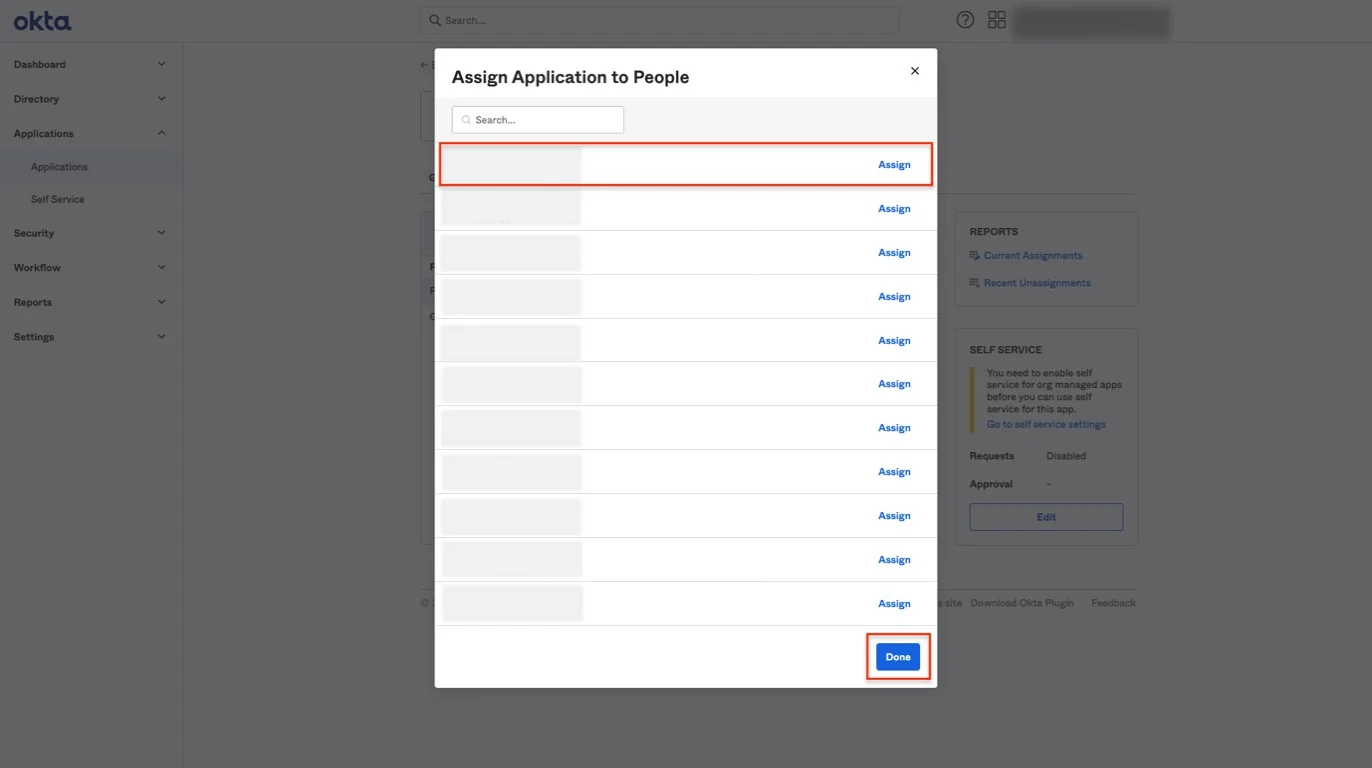 okta
Search...
Dashboard
Directory
Applications
Applications
Self Service
Security
Workflow
Reports
Settings
Assign Application to People
Search...
Assign
Assign
Assign
Assign
Assign
Assign
Assign
Assign
Assign
Assign
Assign
Done
REPORTS
Current Assignments
Recent Unassignments
SELF SERVICE
You need to enable self
service for org managed apps
before you can use self
service for this app.
Go to self service settings
Requests Disabled
Approval -
Edit
site Download Okta Plugin Feedback